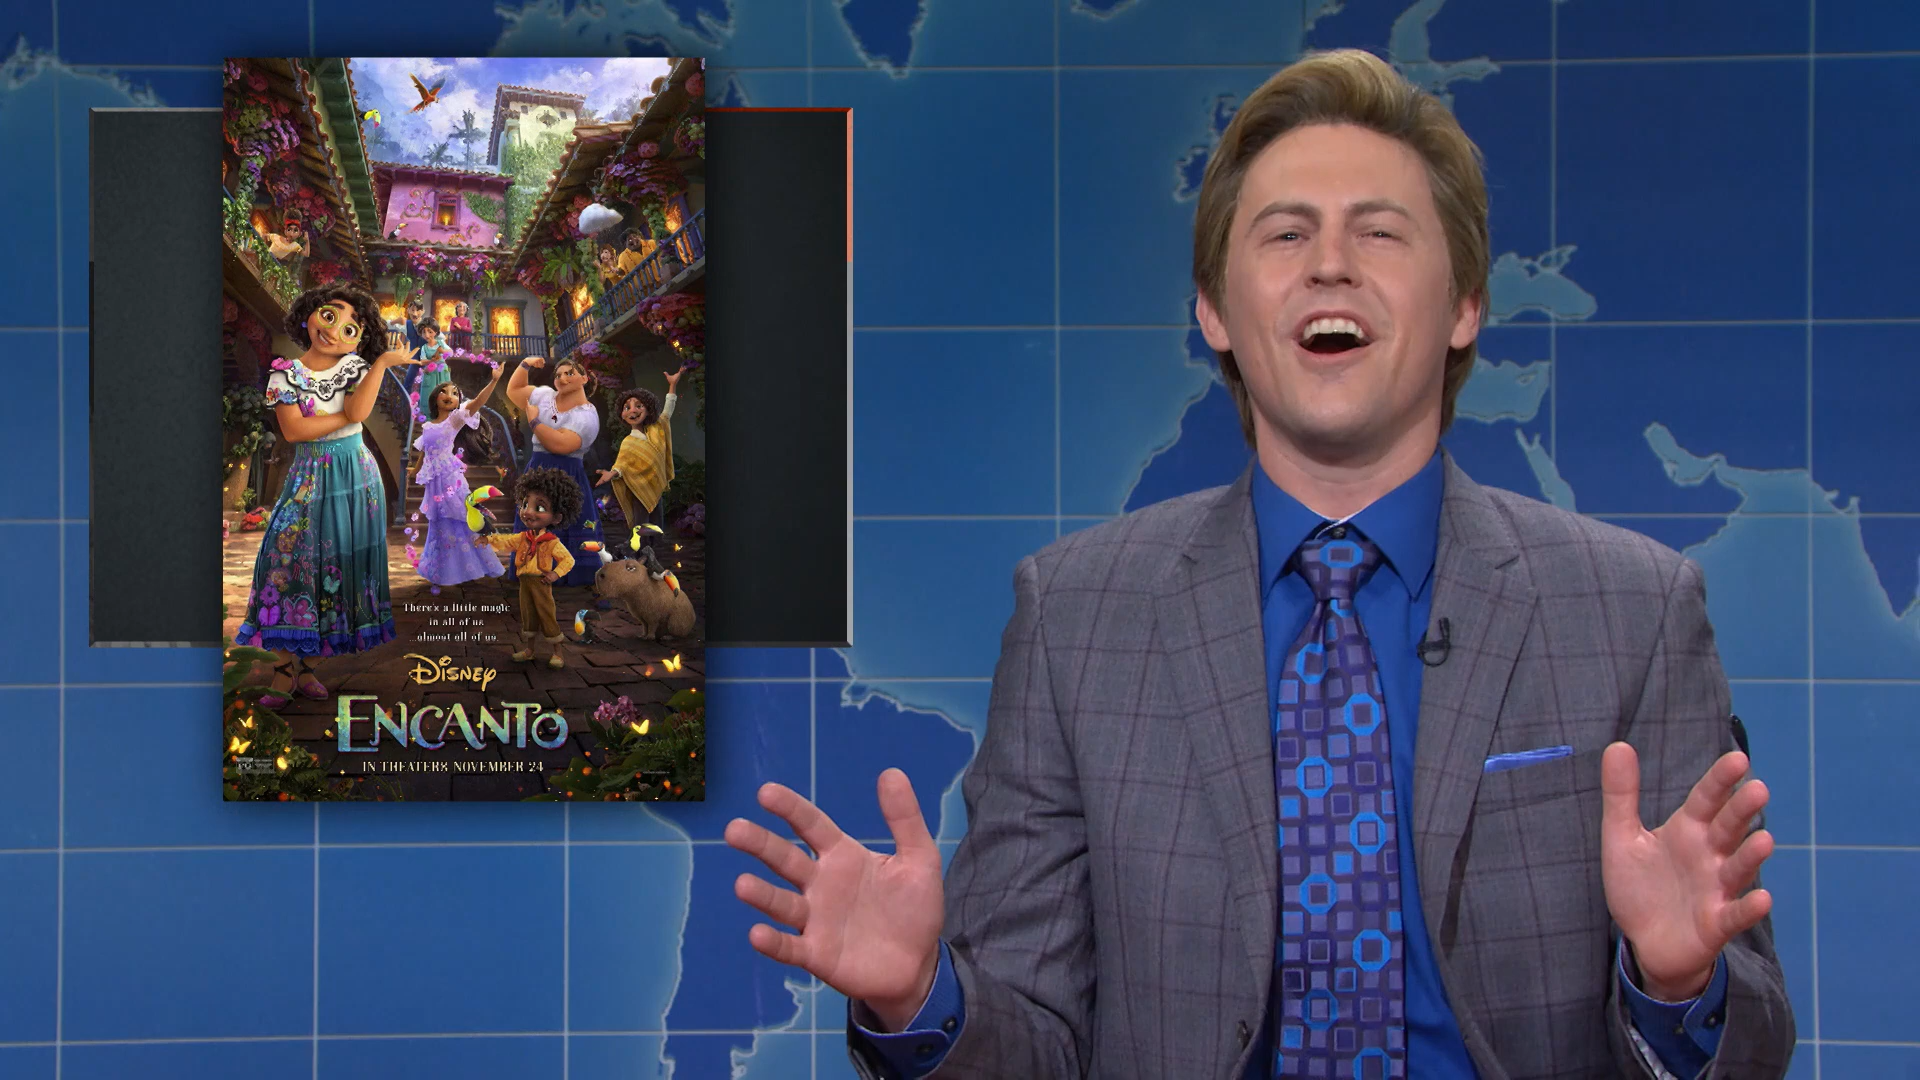 There's a little magic
in all of us
...almost all of us.
Disney
ENCANTO
IN THEATERS NOVEMBER 24